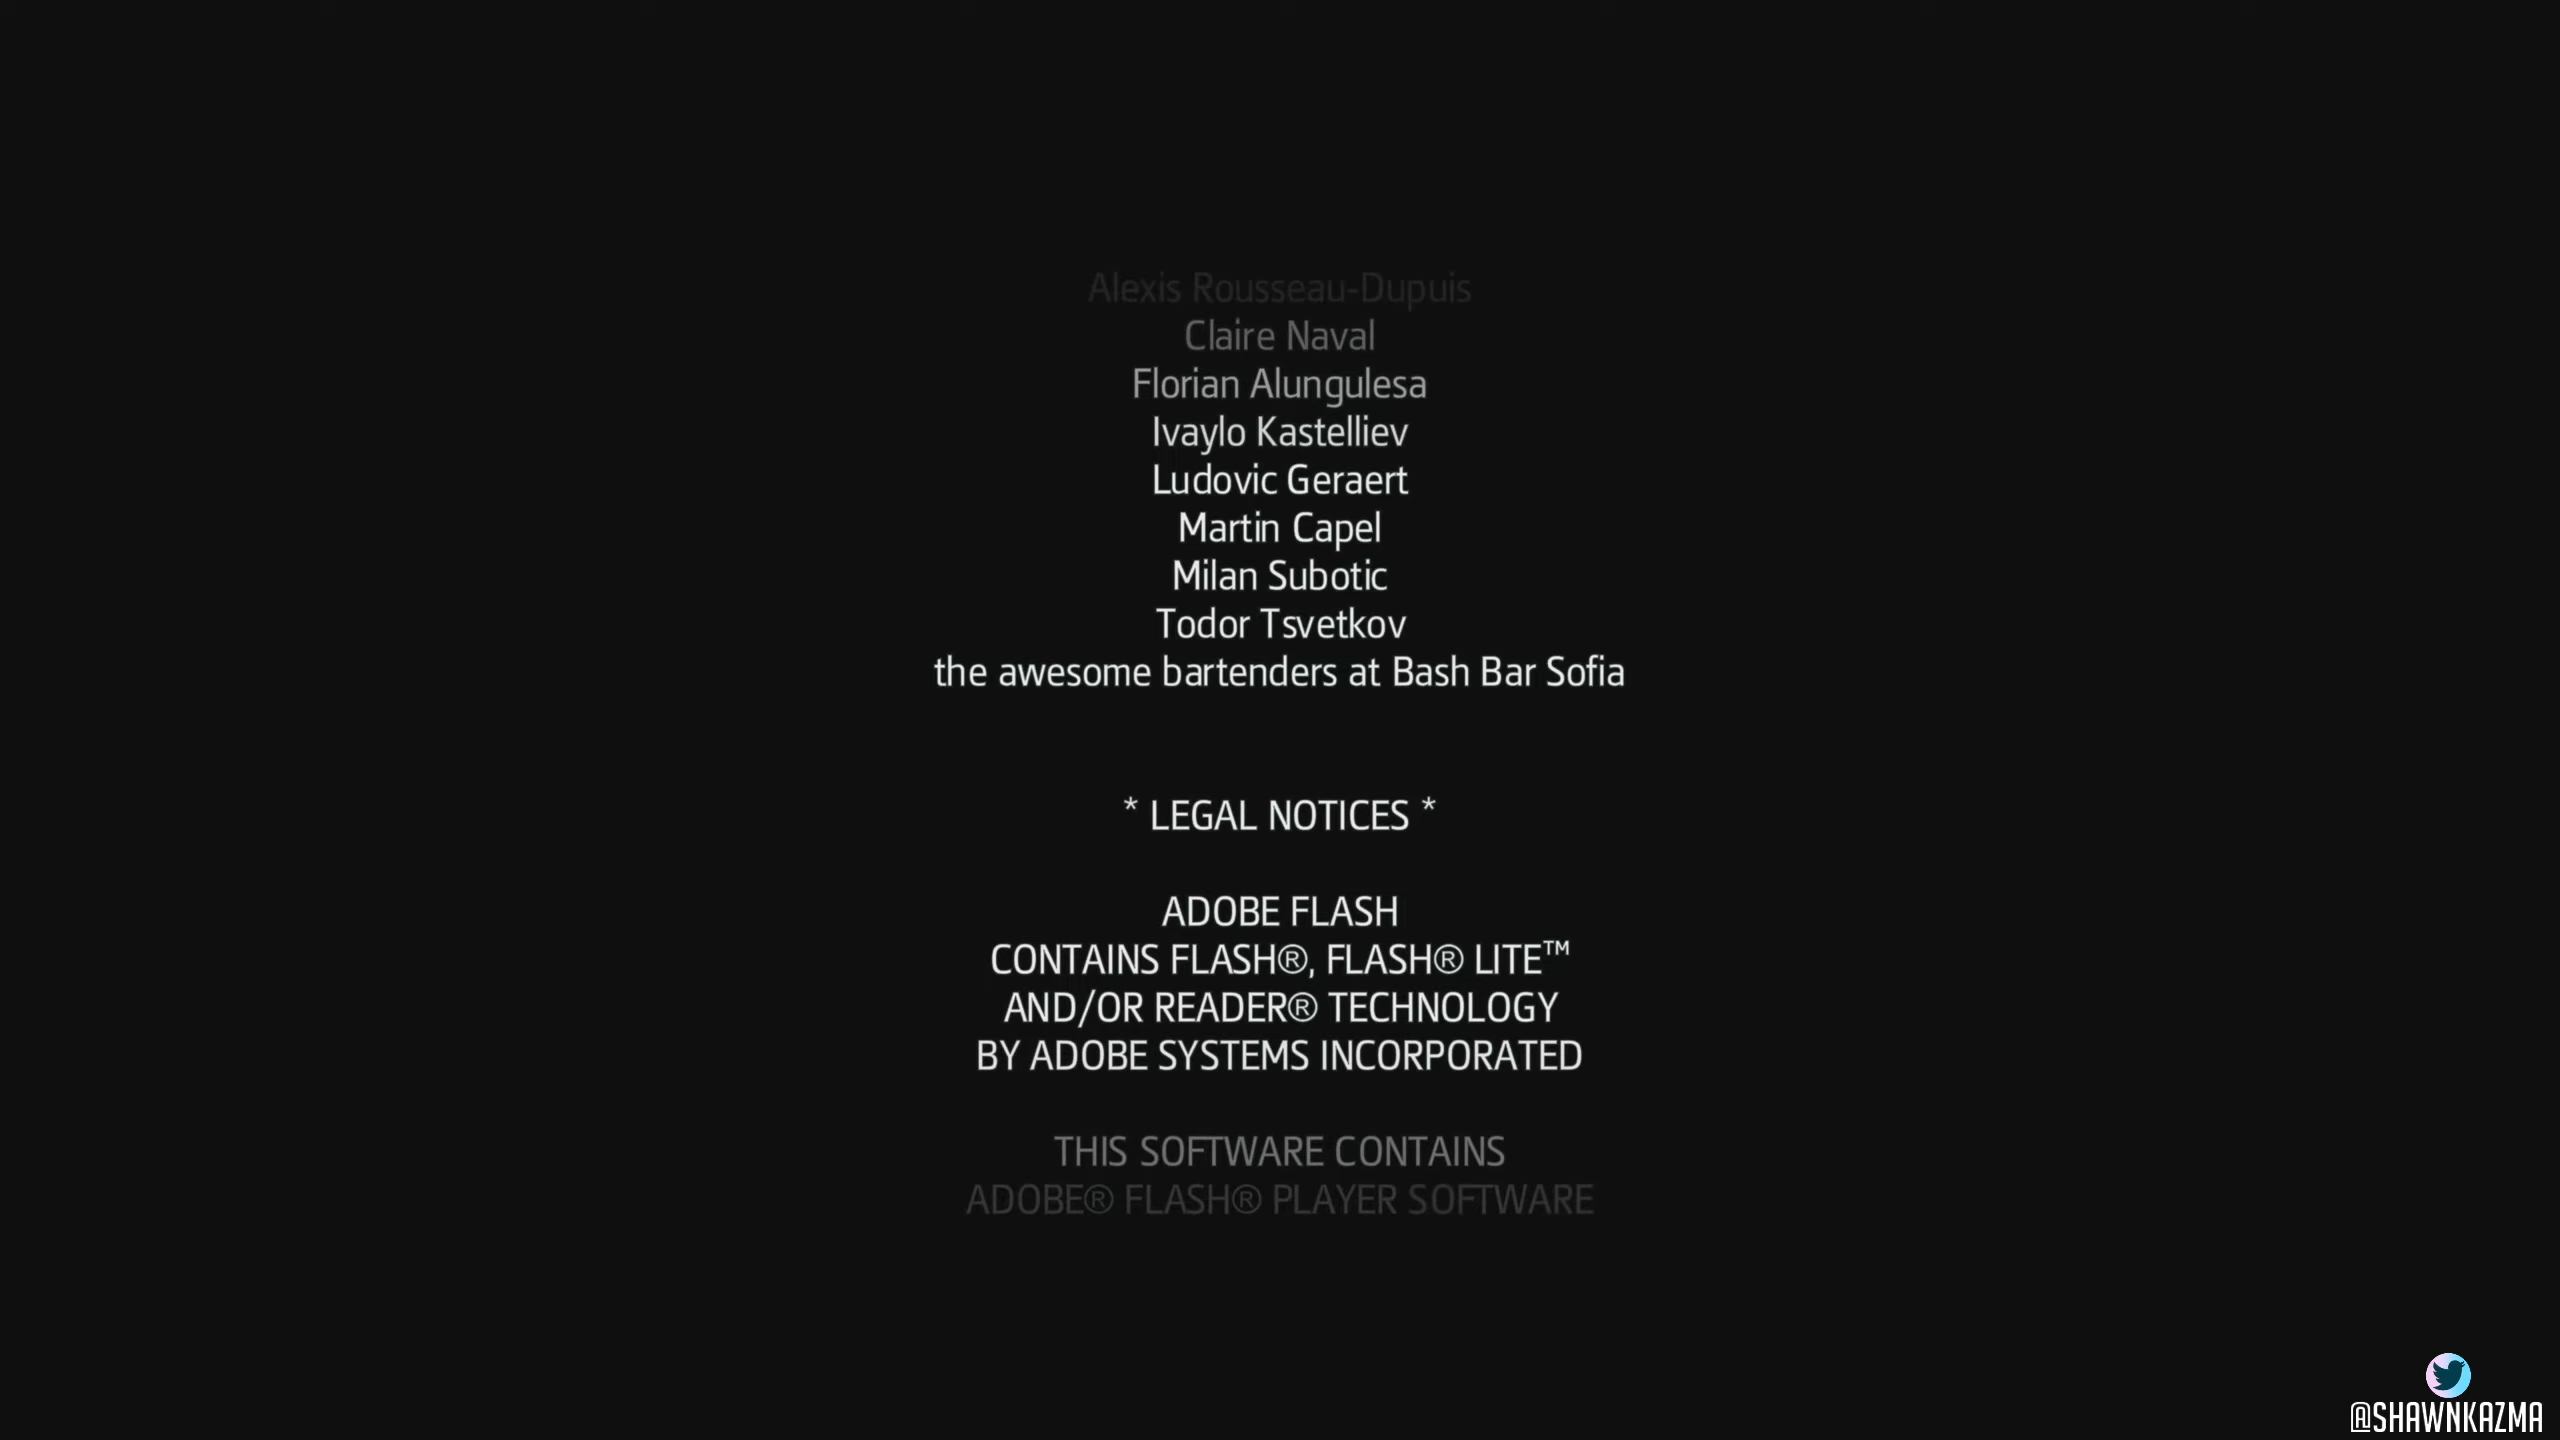 Alexis Rousseau-Dupuis
Claire Naval
Florian Alungulesa
Ivaylo Kastelliev
Ludovic Geraert
Martin Capel
Milan Subotic
Todor Tsvetkov
the awesome bartenders at Bash Bar Sofia
* LEGAL NOTICES *
ADOBE FLASH
CONTAINS FLASH®, FLASH® LITE™
AND/OR READER® TECHNOLOGY
BY ADOBE SYSTEMS INCORPORATED
THIS SOFTWARE CONTAINS
ADOBE® FLASH® PLAYER SOFTWARE
@SHAWNKAZMA